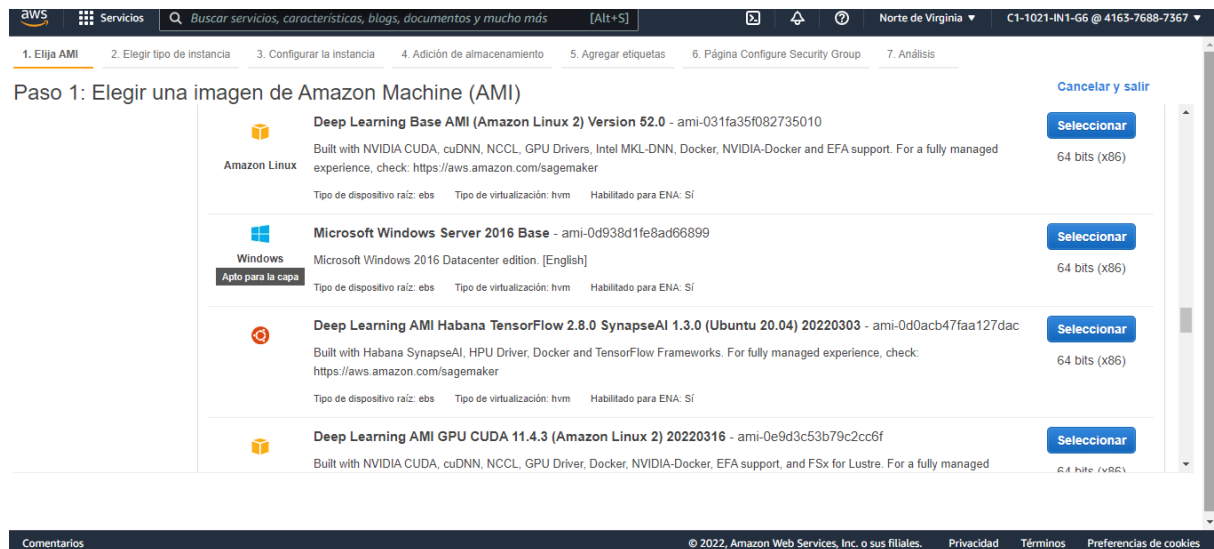 aws Servicios Buscar servicios, características, blogs, documentos y mucho más [Alt+S] Norte de Virginia ▼ C1-1021-IN1-G6 @ 4163-7688-7367 ▼
1. Elija AMI 2. Elegir tipo de instancia 3. Configurar la instancia 4. Adición de almacenamiento 5. Agregar etiquetas 6. Página Configure Security Group 7. Análisis
Paso 1: Elegir una imagen de Amazon Machine (AMI)
Cancelar y salir
Amazon Linux
Deep Learning Base AMI (Amazon Linux 2) Version 52.0 - ami-031fa35f082735010
Built with NVIDIA CUDA, cuDNN, NCCL, GPU Drivers, Intel MKL-DNN, Docker, NVIDIA-Docker and EFA support. For a fully managed
experience, check: https://aws.amazon.com/sagemaker
Tipo de dispositivo raíz: ebs Tipo de virtualización: hvm Habilitado para ENA: Sí
Seleccionar
64 bits (x86)
Windows
Apto para la capa
Microsoft Windows Server 2016 Base - ami-0d938d1fe8ad66899
Microsoft Windows 2016 Datacenter edition. [English]
Tipo de dispositivo raíz: ebs Tipo de virtualización: hvm Habilitado para ENA: Sí
Seleccionar
64 bits (x86)
Deep Learning AMI Habana TensorFlow 2.8.0 SynapseAI 1.3.0 (Ubuntu 20.04) 20220303 - ami-0d0acb47faa127dac
Built with Habana SynapseAI, HPU Driver, Docker and TensorFlow Frameworks. For fully managed experience, check:
https://aws.amazon.com/sagemaker
Tipo de dispositivo raíz: ebs Tipo de virtualización: hvm Habilitado para ENA: Sí
Seleccionar
64 bits (x86)
Deep Learning AMI GPU CUDA 11.4.3 (Amazon Linux 2) 20220316 - ami-0e9d3c53b79c2cc6f
Built with NVIDIA CUDA, cuDNN, NCCL, GPU Driver, Docker, NVIDIA-Docker, EFA support, and FSx for Lustre. For a fully managed
Seleccionar
64 bits (x86)
Comentarios © 2022, Amazon Web Services, Inc. o sus filiales. Privacidad Términos Preferencias de cookies